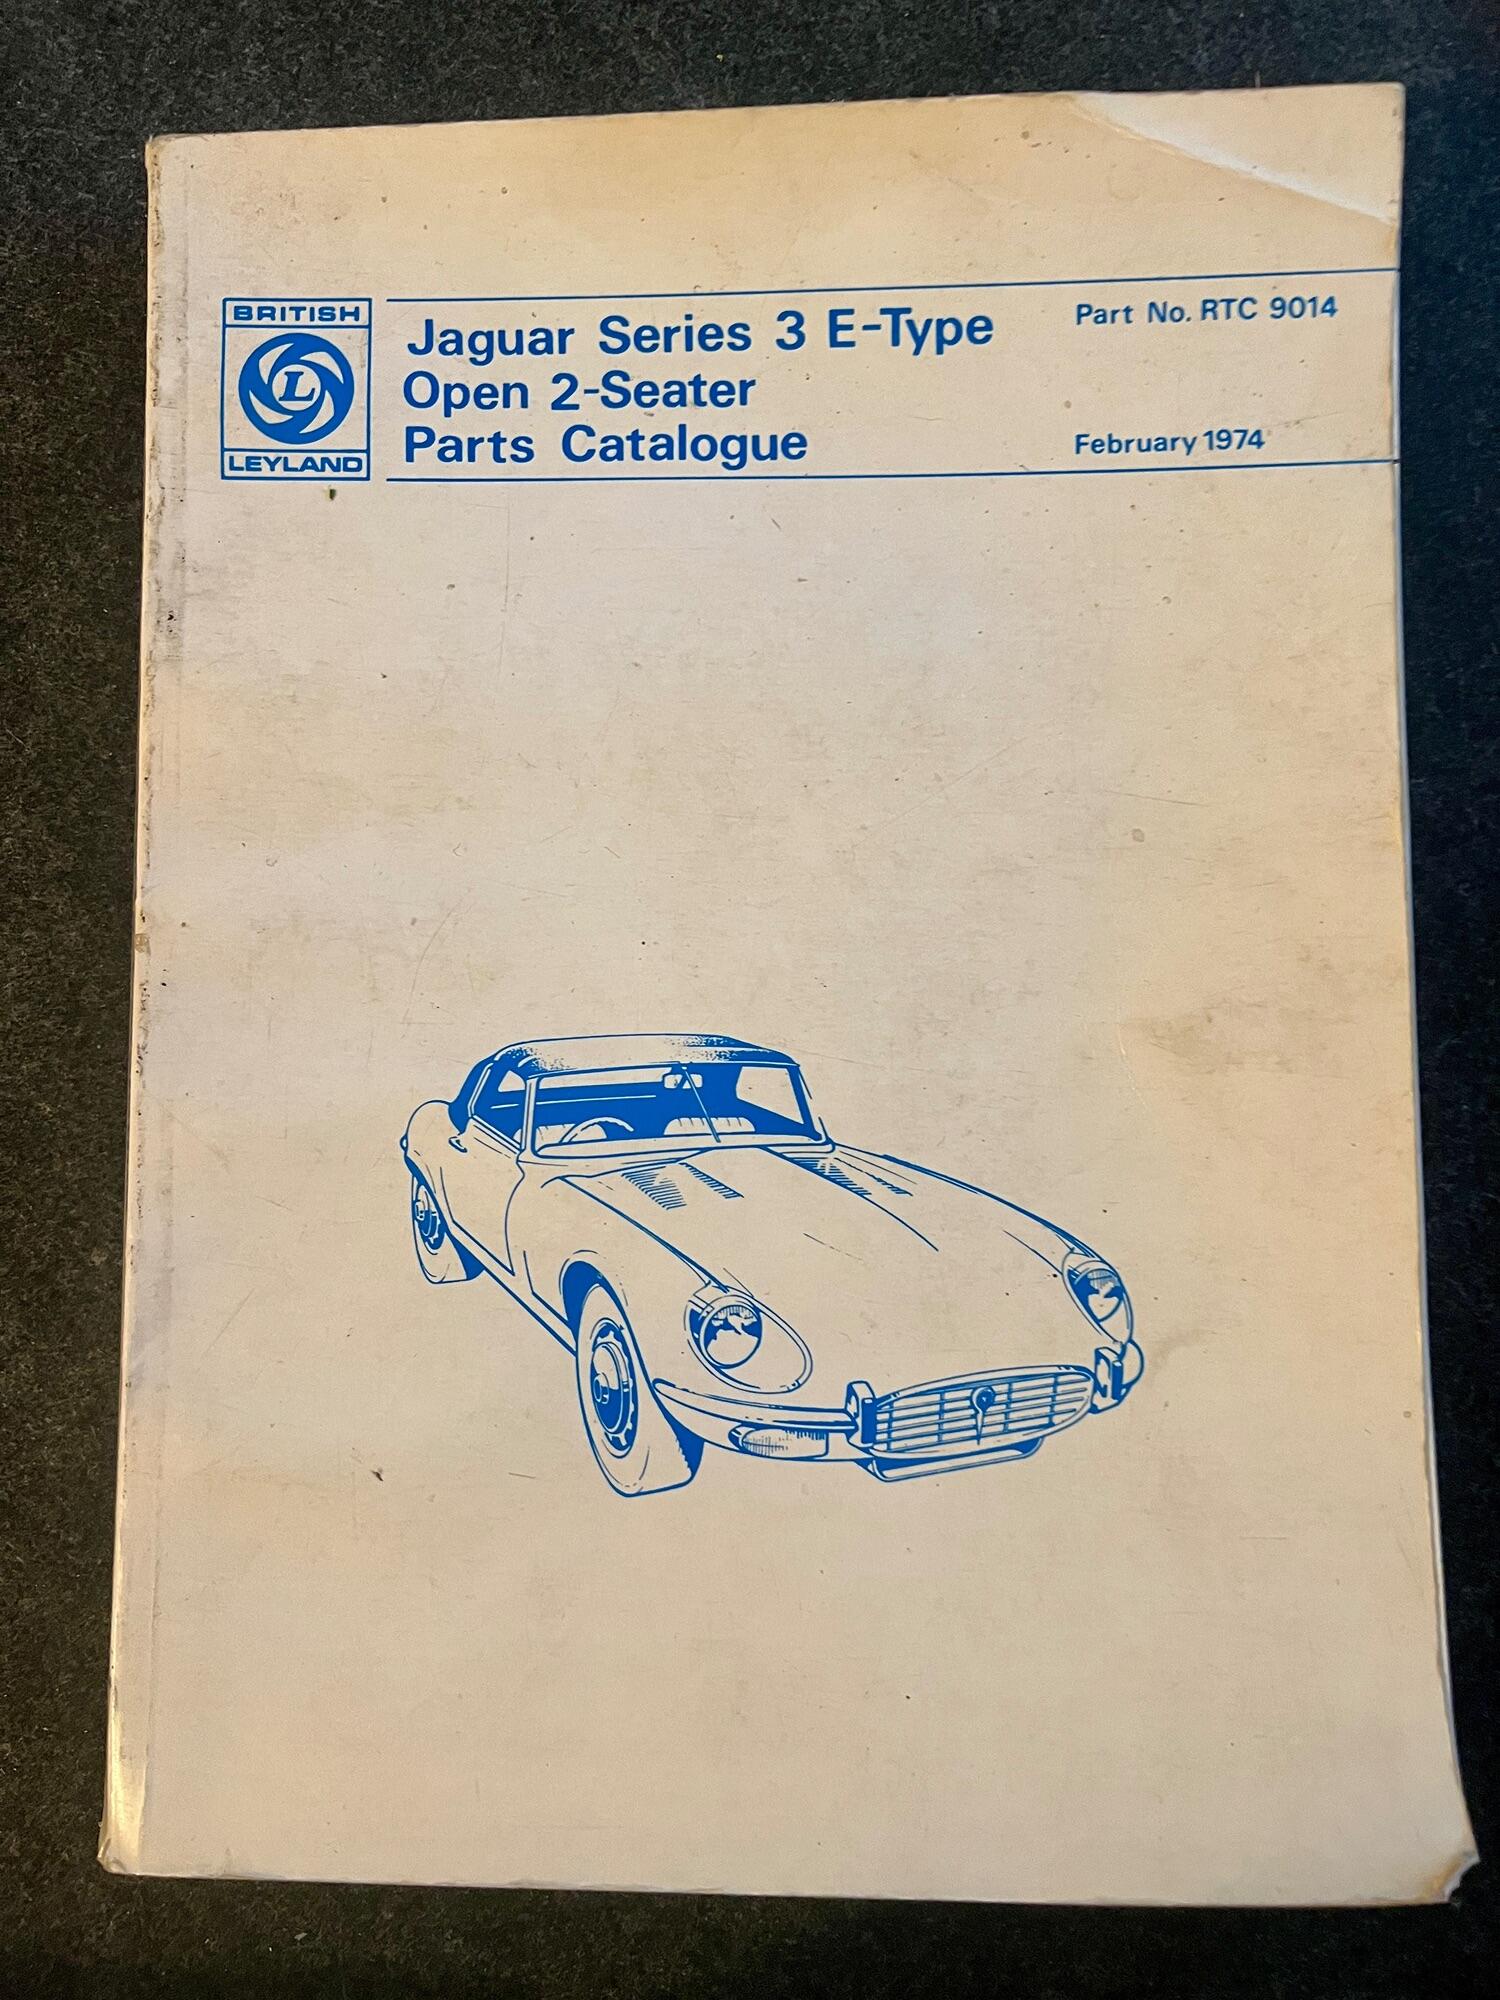 BRITISH
L
LEYLAND
Jaguar Series 3 E-Type
Open 2-Seater
Parts Catalogue
Part No. RTC 9014
February 1974